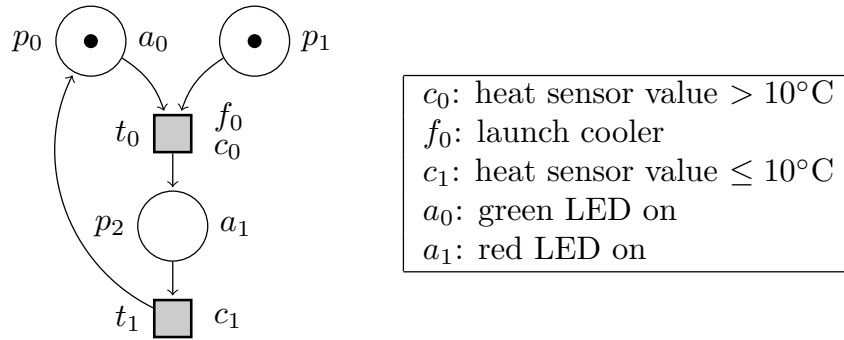 p₀ a₀ p₁
t₀ f₀
c₀
p₂ a₁
t₁ c₁
c₀: heat sensor value > 10°C
f₀: launch cooler
c₁: heat sensor value ≤ 10°C
a₀: green LED on
a₁: red LED on